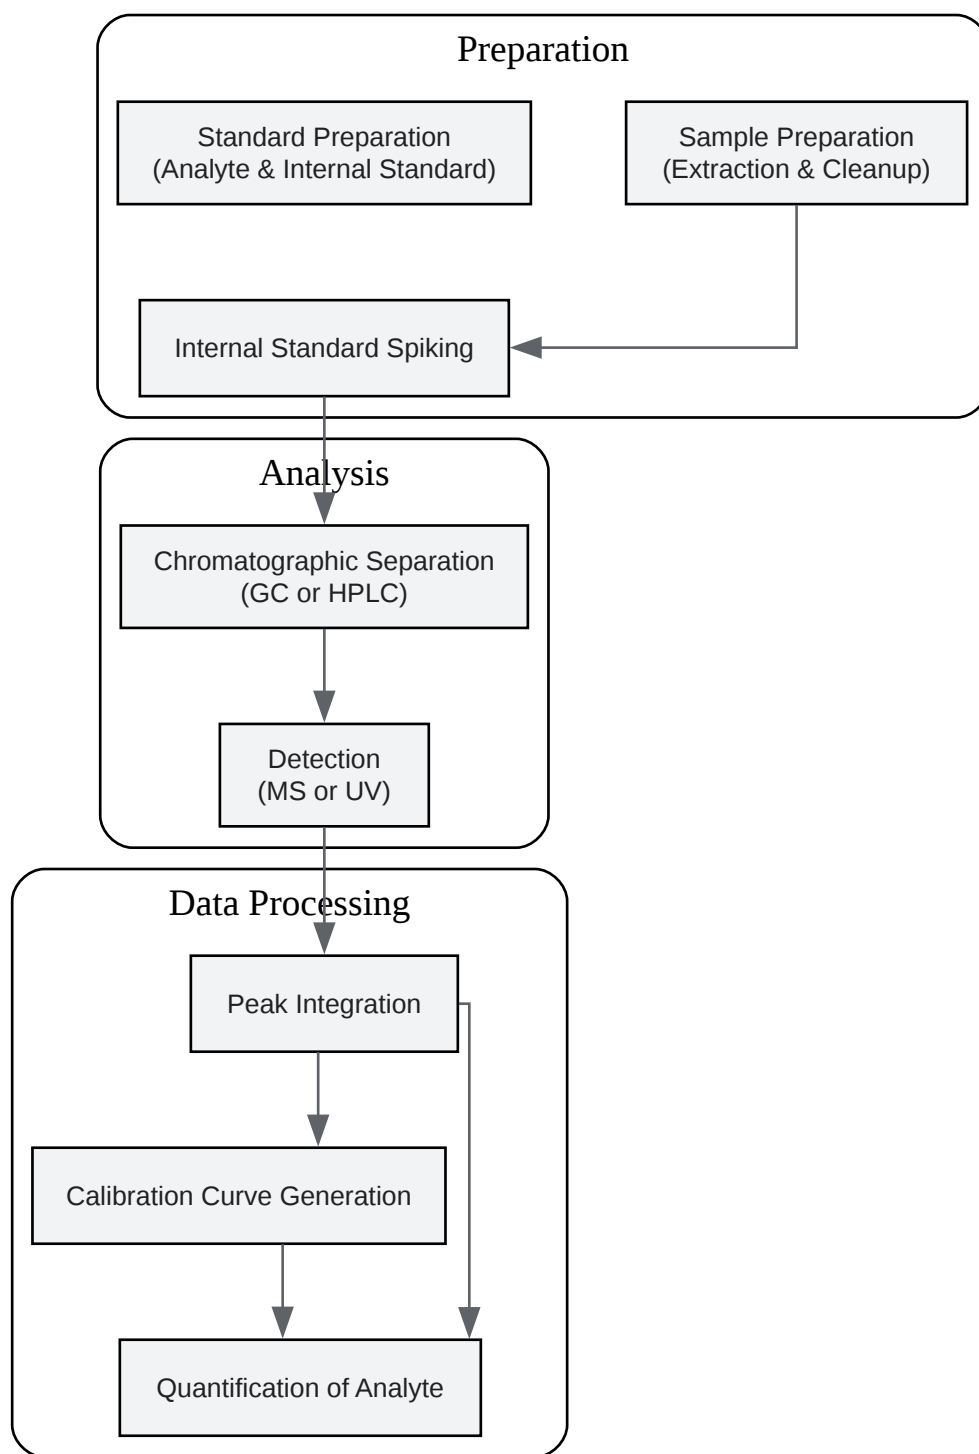 Preparation
Standard Preparation
(Analyte & Internal Standard)
Sample Preparation
(Extraction & Cleanup)
Internal Standard Spiking
Analysis
Chromatographic Separation
(GC or HPLC)
Detection
(MS or UV)
Data Processing
Peak Integration
Calibration Curve Generation
Quantification of Analyte